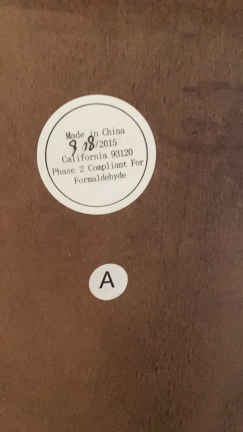 Made in China
9 18/2015
California 93120
Phase 2 Compliant For
Formaldehyde
A